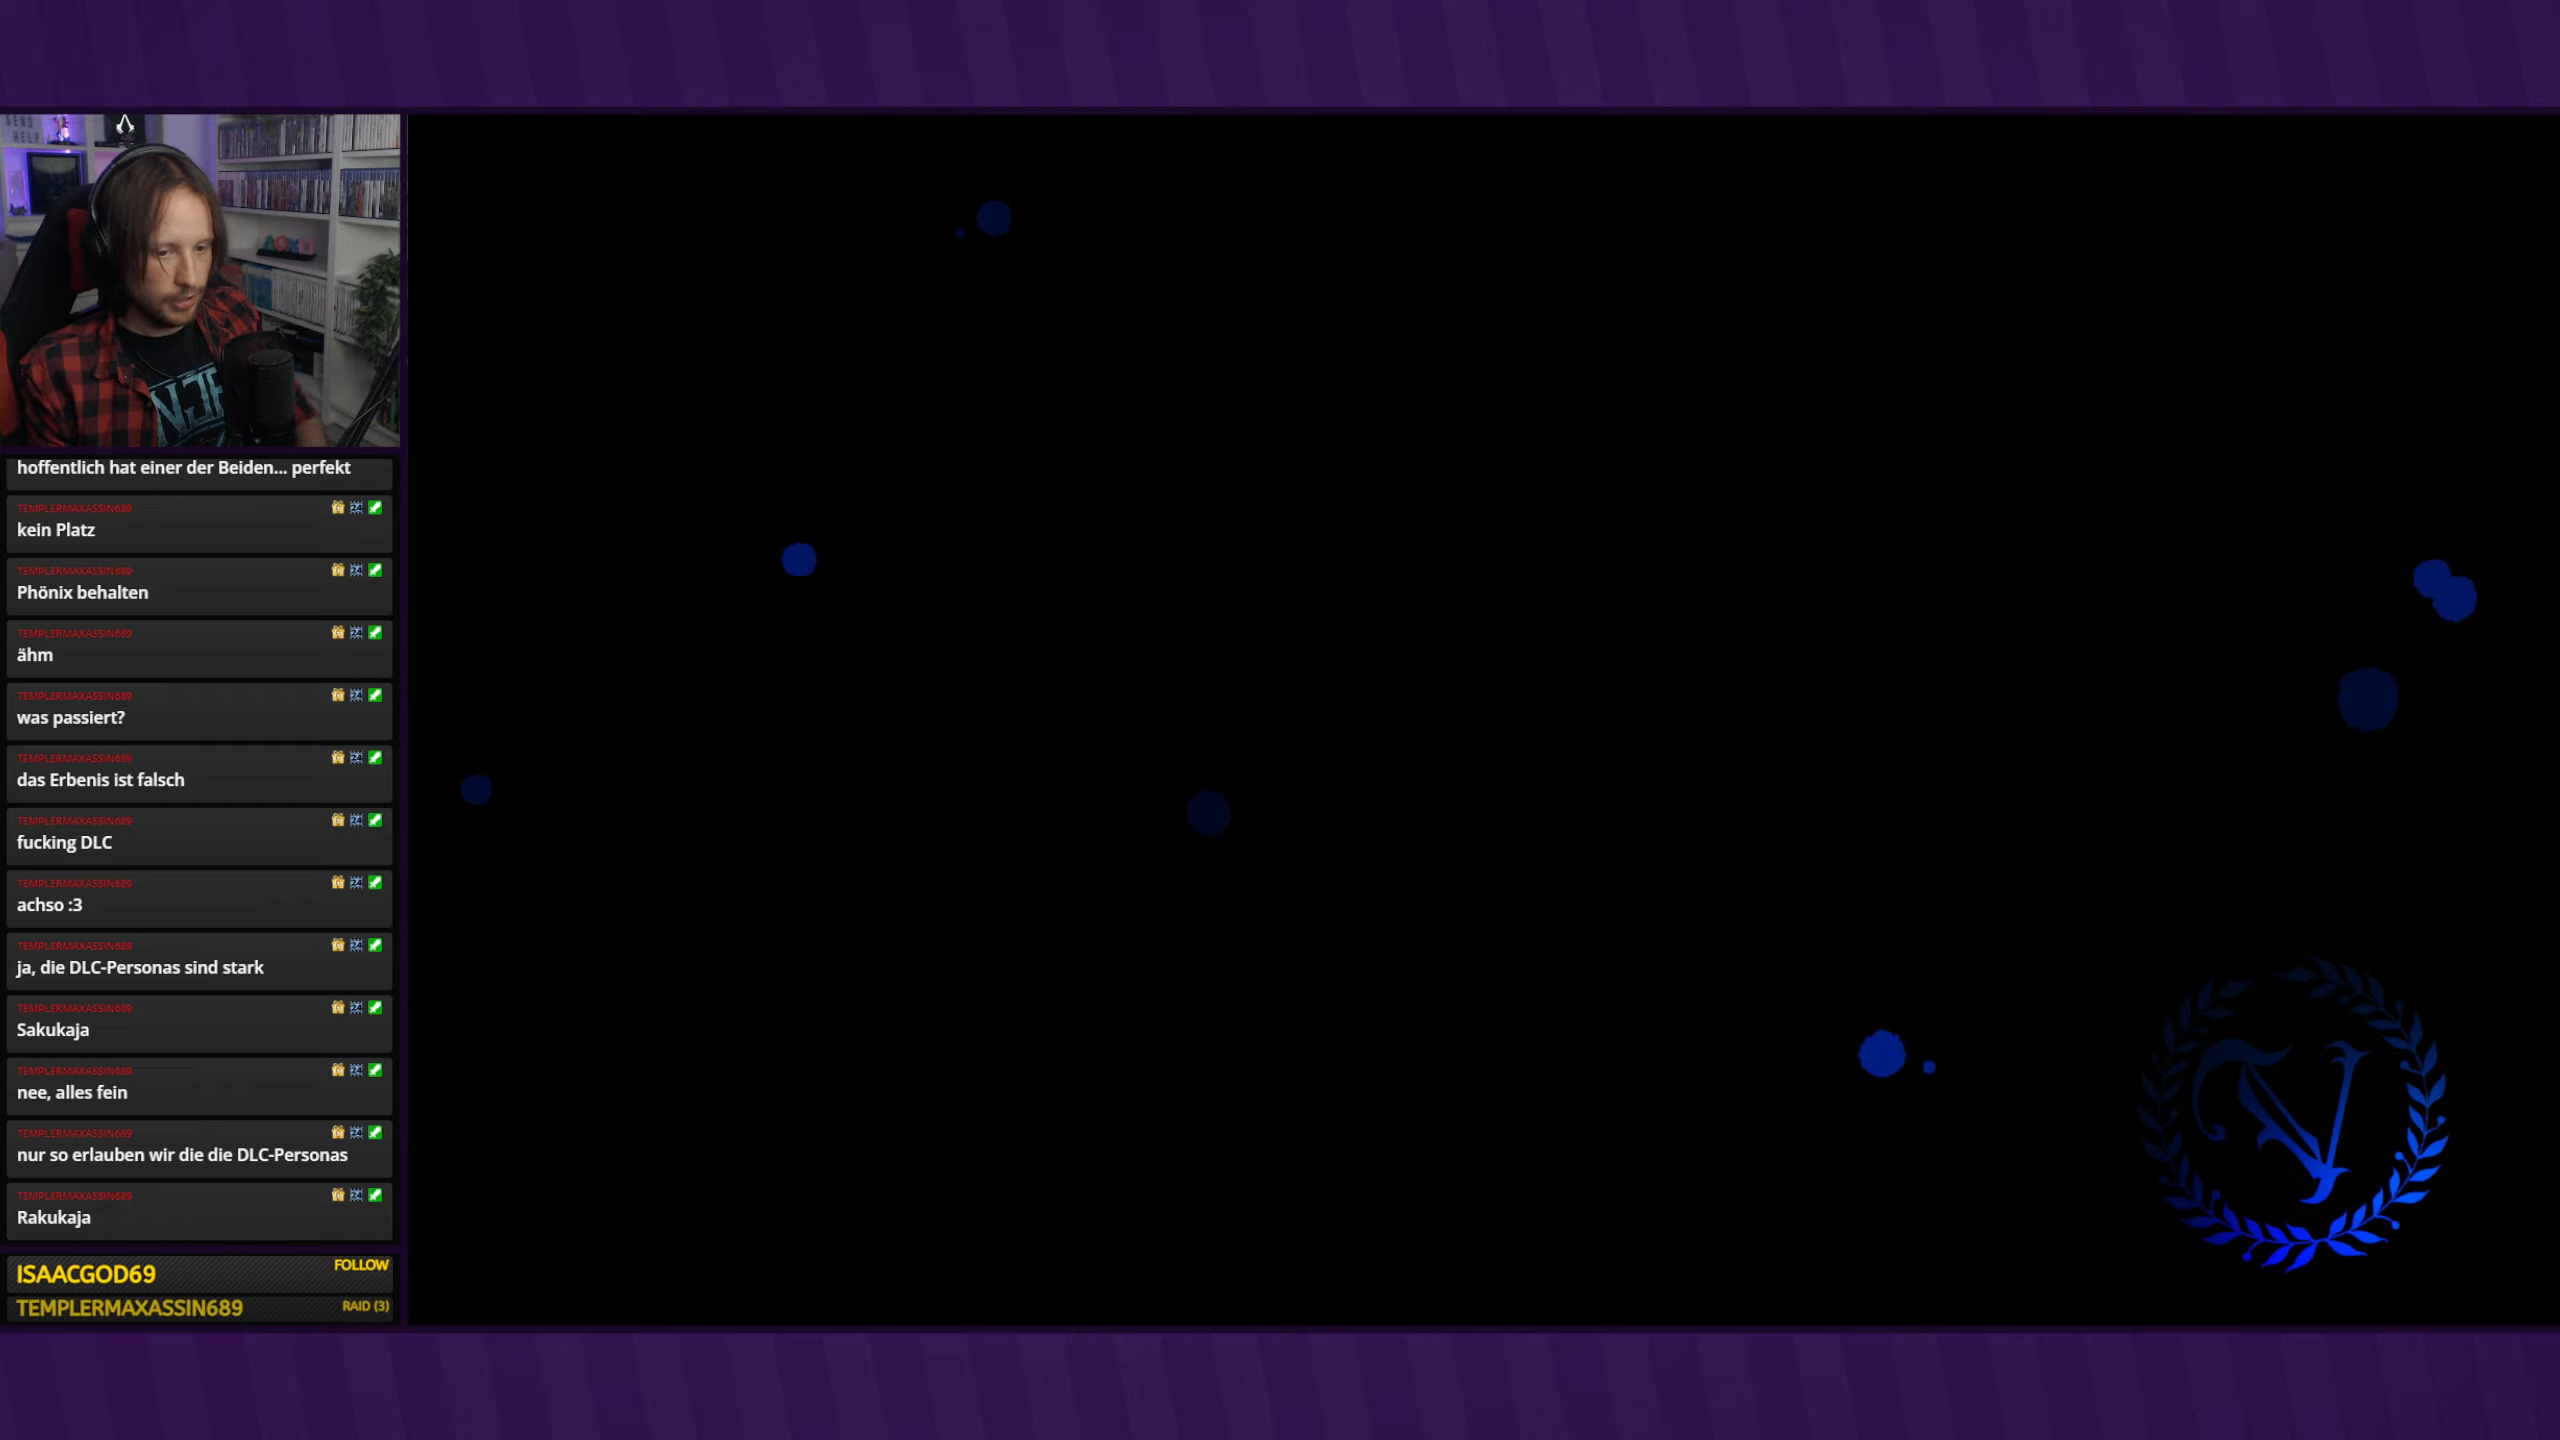 SEND
HELP
hoffentlich hat einer der Beiden... perfekt
TEMPLERMAXASSIN689
kein Platz
TEMPLERMAXASSIN689
Phönix behalten
TEMPLERMAXASSIN689
ähm
TEMPLERMAXASSIN689
was passiert?
TEMPLERMAXASSIN689
das Erbenis ist falsch
TEMPLERMAXASSIN689
fucking DLC
TEMPLERMAXASSIN689
achso :3
TEMPLERMAXASSIN689
ja, die DLC-Personas sind stark
TEMPLERMAXASSIN689
Sakukaja
TEMPLERMAXASSIN689
nee, alles fein
TEMPLERMAXASSIN689
nur so erlauben wir die die DLC-Personas
TEMPLERMAXASSIN689
Rakukaja
ISAACGOD69 FOLLOW
TEMPLERMAXASSIN689 RAID (3)
V